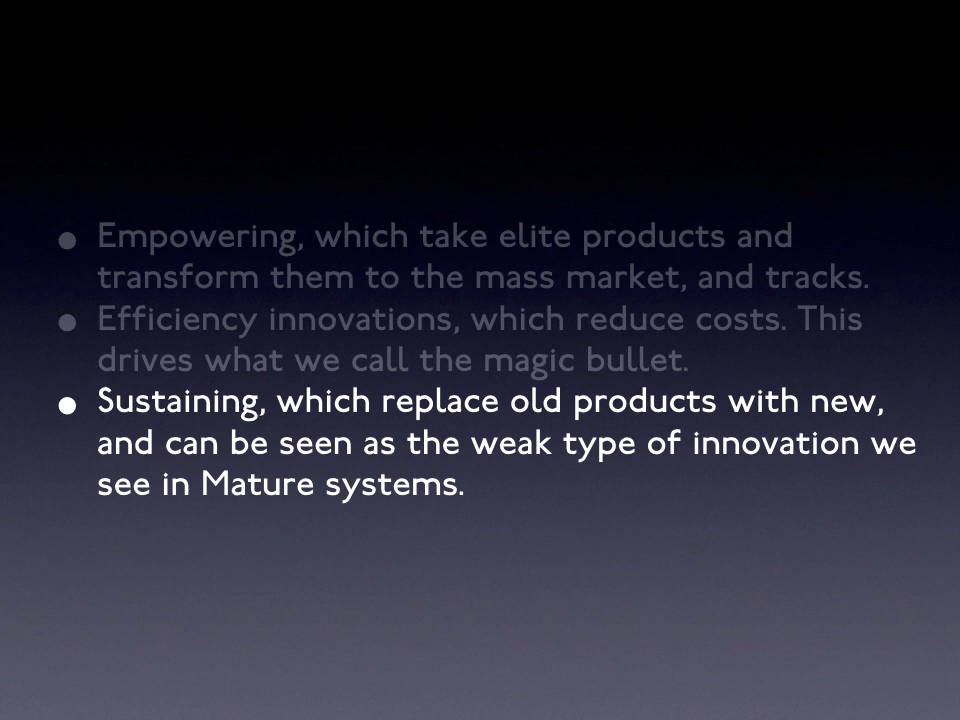 • Empowering, which take elite products and
transform them to the mass market, and tracks.
• Efficiency innovations, which reduce costs. This
drives what we call the magic bullet.
• Sustaining, which replace old products with new,
and can be seen as the weak type of innovation we
see in Mature systems.